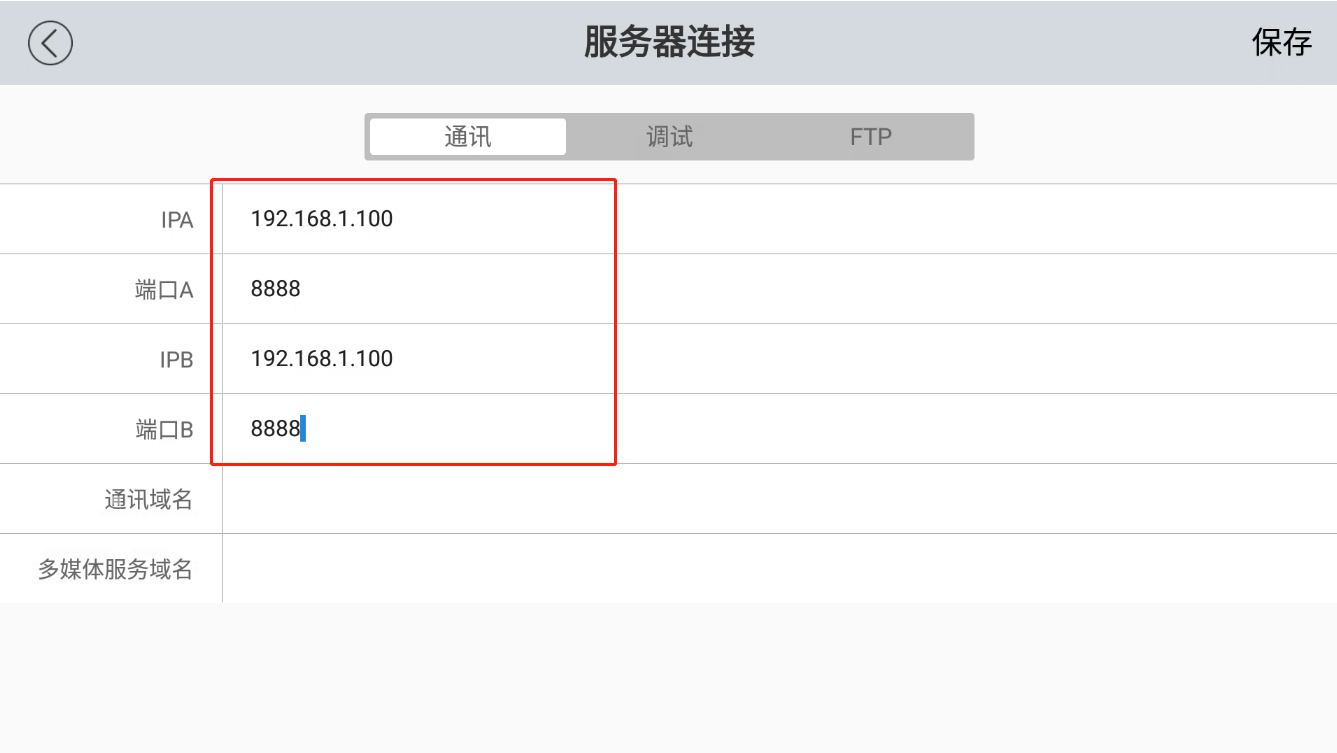 服务器连接 保存
通讯 调试 FTP
IPA 192.168.1.100
端口A 8888
IPB 192.168.1.100
端口B 8888
通讯域名
多媒体服务域名